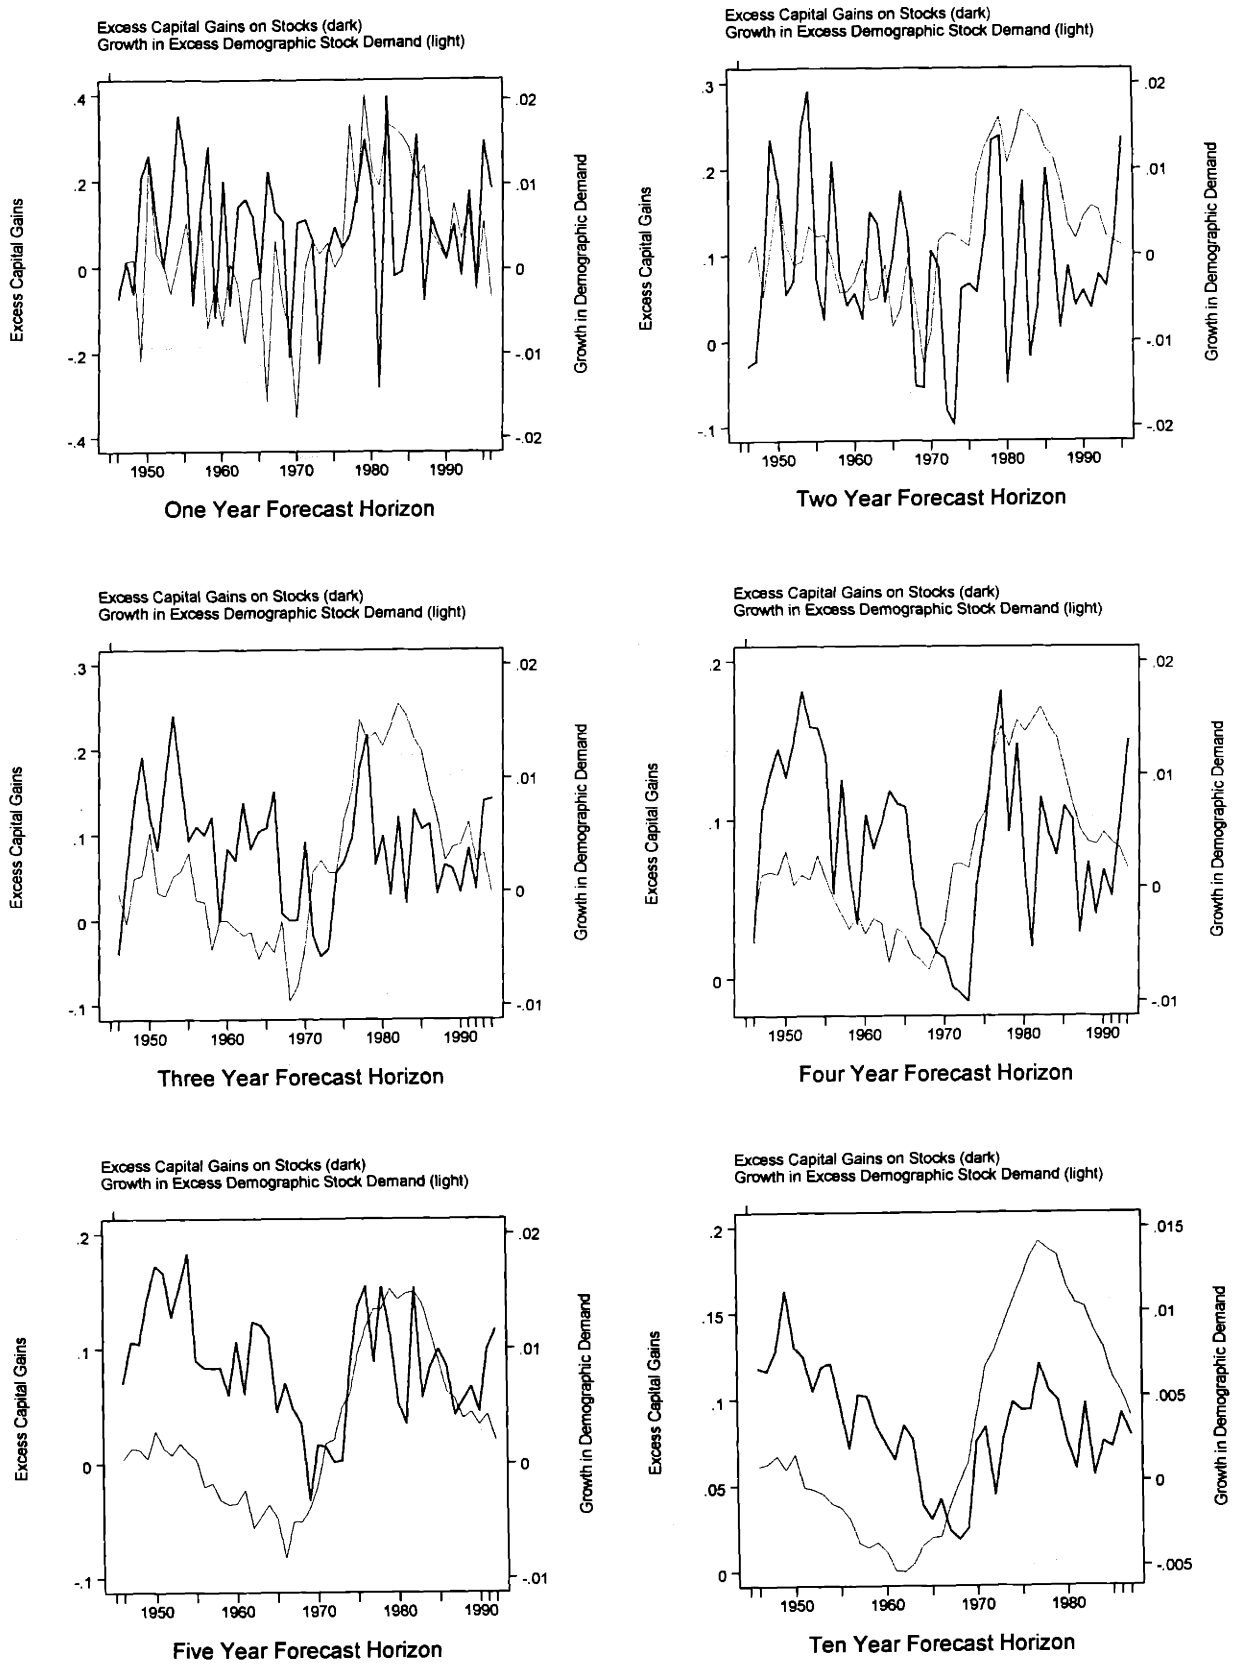 Excess Capital Gains on Stocks (dark)
Growth in Excess Demographic Stock Demand (light)
Excess Capital Gains
.4
.2
0
-.2
-.4
.02
.01
0
-.01
-.02
Growth in Demographic Demand
1950 1960 1970 1980 1990
One Year Forecast Horizon
Excess Capital Gains on Stocks (dark)
Growth in Excess Demographic Stock Demand (light)
Excess Capital Gains
.3
.2
.1
0
-.1
.02
.01
0
-.01
-.02
Growth in Demographic Demand
1950 1960 1970 1980 1990
Two Year Forecast Horizon
Excess Capital Gains on Stocks (dark)
Growth in Excess Demographic Stock Demand (light)
Excess Capital Gains
.3
.2
.1
0
-.1
.02
.01
0
-.01
Growth in Demographic Demand
1950 1960 1970 1980 1990
Three Year Forecast Horizon
Excess Capital Gains on Stocks (dark)
Growth in Excess Demographic Stock Demand (light)
Excess Capital Gains
.2
.1
0
.02
.01
0
-.01
Growth in Demographic Demand
1950 1960 1970 1980 1990
Four Year Forecast Horizon
Excess Capital Gains on Stocks (dark)
Growth in Excess Demographic Stock Demand (light)
Excess Capital Gains
.2
.1
0
-.1
.02
.01
0
-.01
Growth in Demographic Demand
1950 1960 1970 1980 1990
Five Year Forecast Horizon
Excess Capital Gains on Stocks (dark)
Growth in Excess Demographic Stock Demand (light)
Excess Capital Gains
.2
.15
.1
.05
0
.015
.01
.005
0
-.005
Growth in Demographic Demand
1950 1960 1970 1980
Ten Year Forecast Horizon